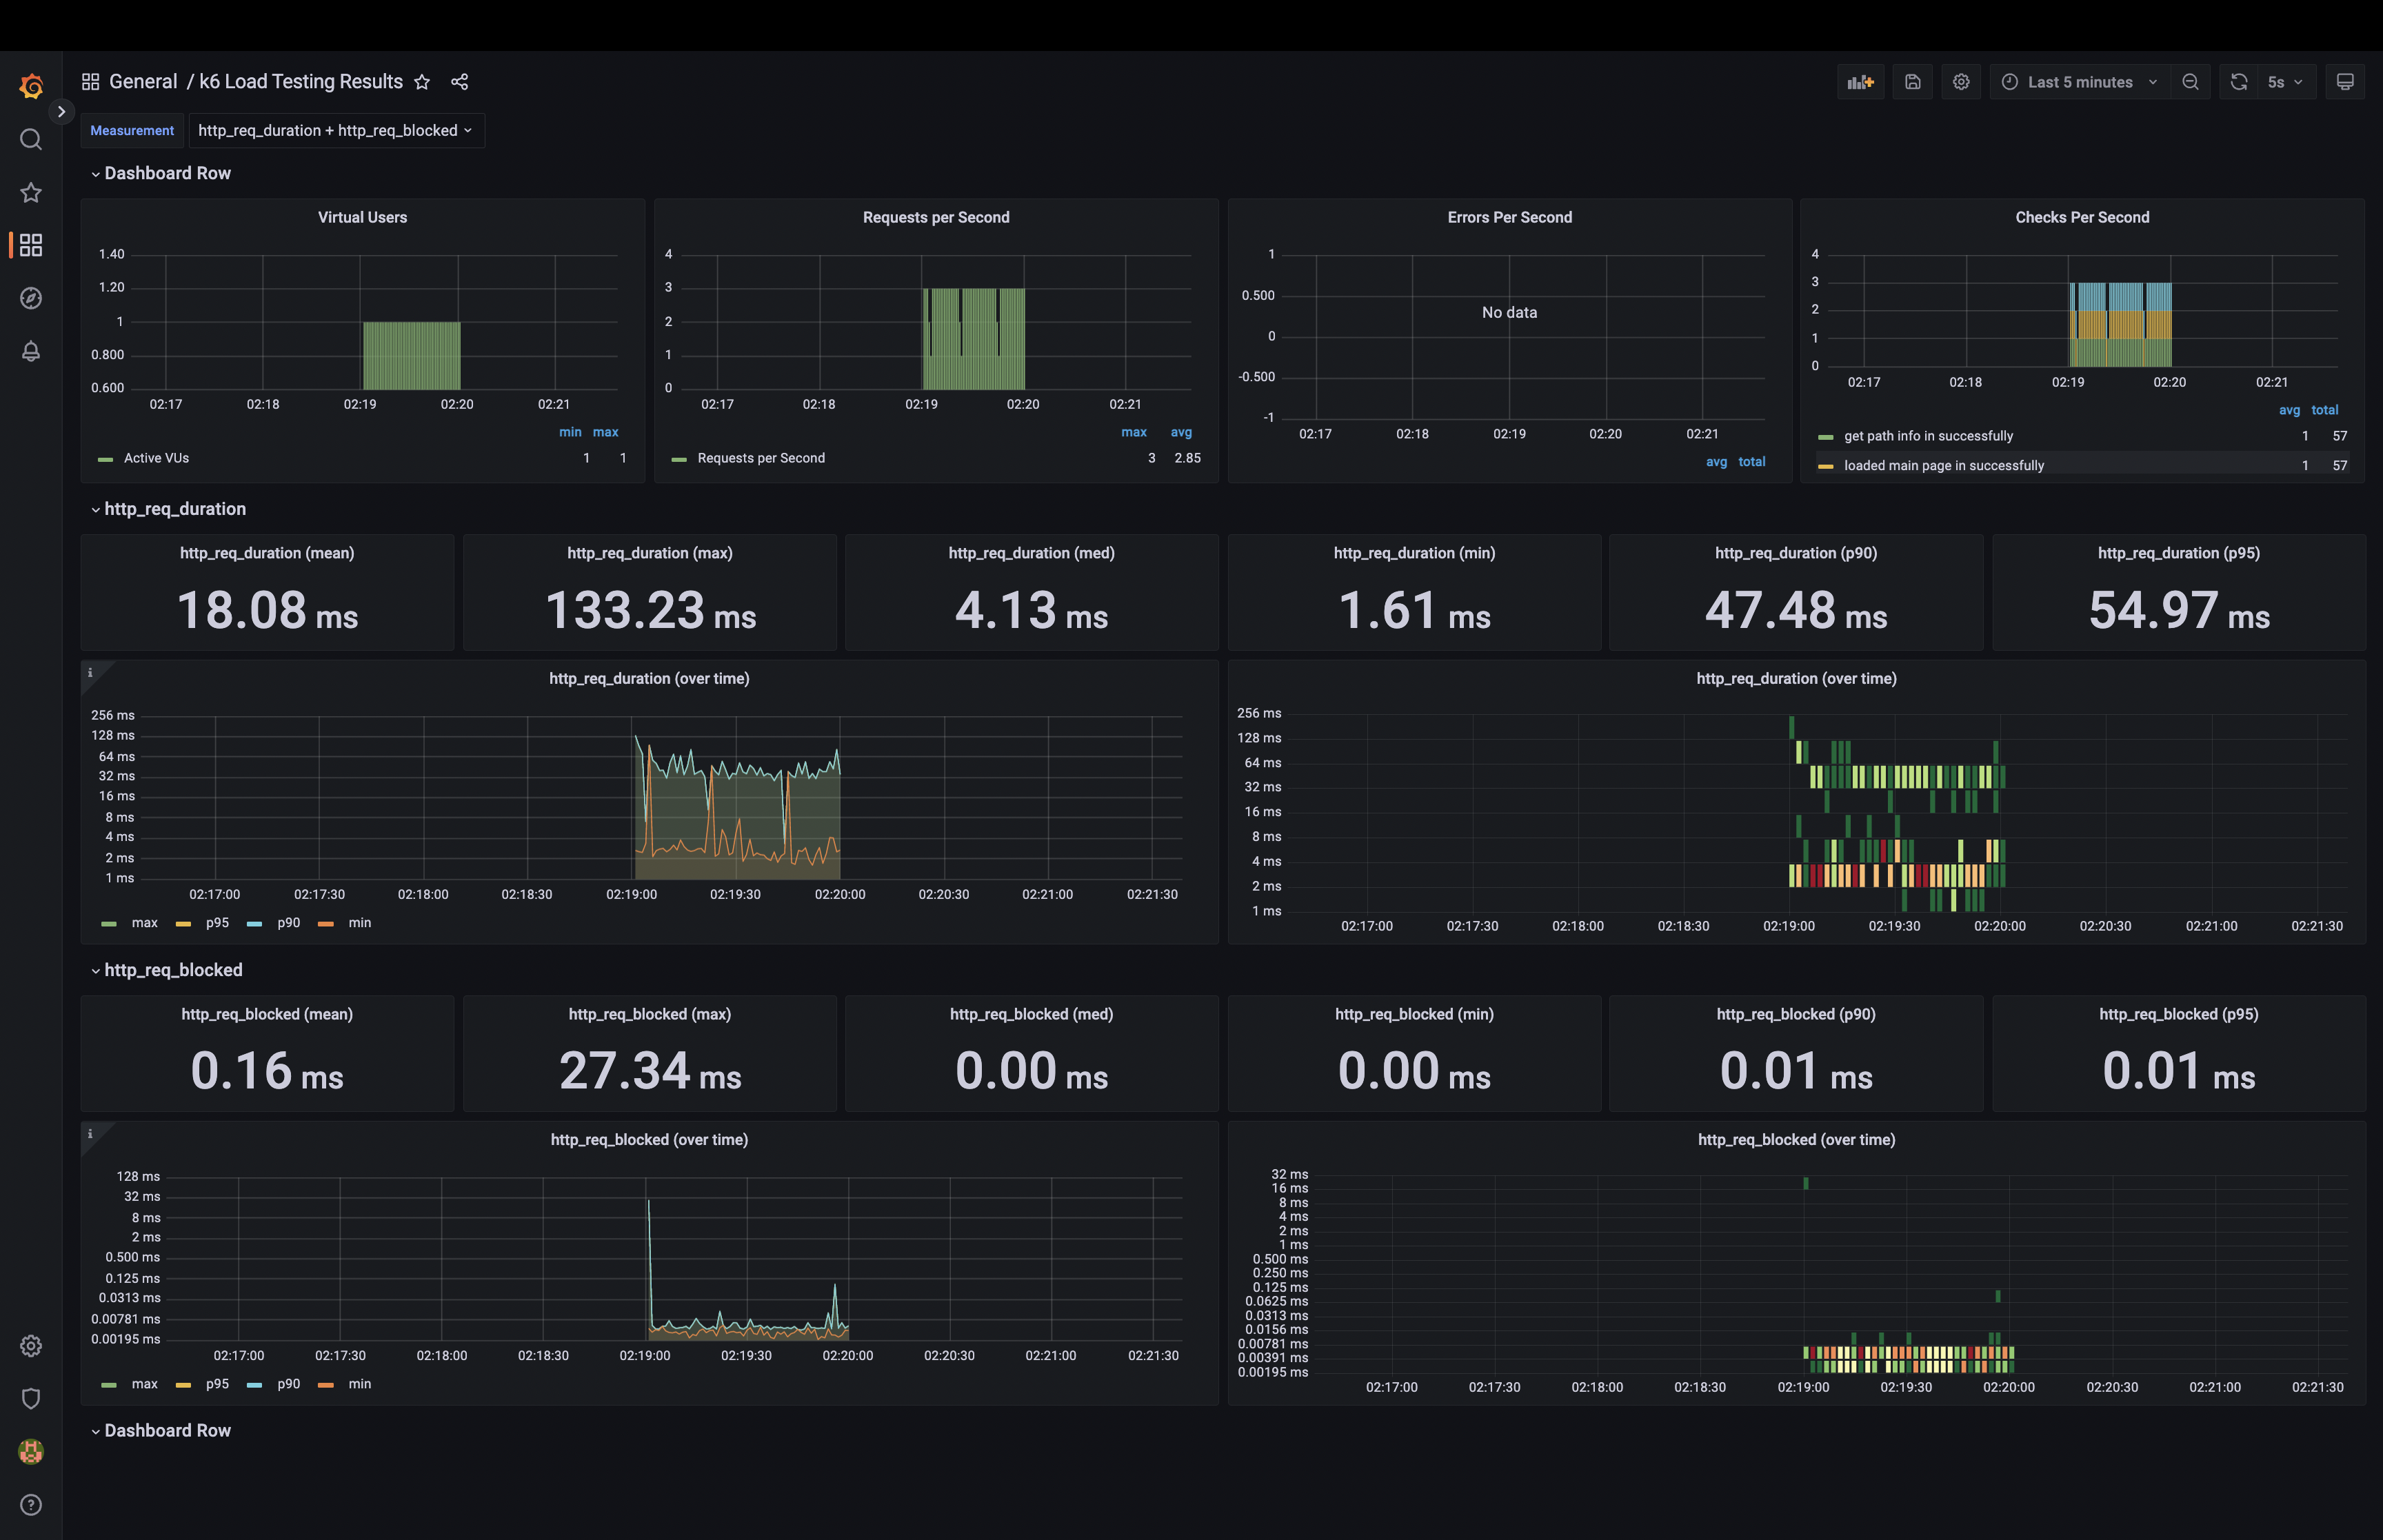 General / k6 Load Testing Results
Last 5 minutes
5s
Measurement
http_req_duration + http_req_blocked
Dashboard Row
Virtual Users
1.40
1.20
1
0.800
0.600
02:17 02:18 02:19 02:20 02:21
min max
Active VUs 1 1
Requests per Second
4
3
2
1
0
02:17 02:18 02:19 02:20 02:21
max avg
Requests per Second 3 2.85
Errors Per Second
1
0.500
0
-0.500
-1
No data
02:17 02:18 02:19 02:20 02:21
avg total
Checks Per Second
4
3
2
1
0
02:17 02:18 02:19 02:20 02:21
avg total
get path info in successfully 1 57
loaded main page in successfully 1 57
http_req_duration
http_req_duration (mean)
18.08 ms
http_req_duration (max)
133.23 ms
http_req_duration (med)
4.13 ms
http_req_duration (min)
1.61 ms
http_req_duration (p90)
47.48 ms
http_req_duration (p95)
54.97 ms
i
http_req_duration (over time)
256 ms
128 ms
64 ms
32 ms
16 ms
8 ms
4 ms
2 ms
1 ms
02:17:00 02:17:30 02:18:00 02:18:30 02:19:00 02:19:30 02:20:00 02:20:30 02:21:00 02:21:30
max p95 p90 min
http_req_duration (over time)
256 ms
128 ms
64 ms
32 ms
16 ms
8 ms
4 ms
2 ms
1 ms
02:17:00 02:17:30 02:18:00 02:18:30 02:19:00 02:19:30 02:20:00 02:20:30 02:21:00 02:21:30
http_req_blocked
http_req_blocked (mean)
0.16 ms
http_req_blocked (max)
27.34 ms
http_req_blocked (med)
0.00 ms
http_req_blocked (min)
0.00 ms
http_req_blocked (p90)
0.01 ms
http_req_blocked (p95)
0.01 ms
i
http_req_blocked (over time)
128 ms
32 ms
8 ms
2 ms
0.500 ms
0.125 ms
0.0313 ms
0.00781 ms
0.00195 ms
02:17:00 02:17:30 02:18:00 02:18:30 02:19:00 02:19:30 02:20:00 02:20:30 02:21:00 02:21:30
max p95 p90 min
http_req_blocked (over time)
32 ms
16 ms
8 ms
4 ms
2 ms
1 ms
0.500 ms
0.250 ms
0.125 ms
0.0625 ms
0.0313 ms
0.0156 ms
0.00781 ms
0.00391 ms
0.00195 ms
02:17:00 02:17:30 02:18:00 02:18:30 02:19:00 02:19:30 02:20:00 02:20:30 02:21:00 02:21:30
Dashboard Row